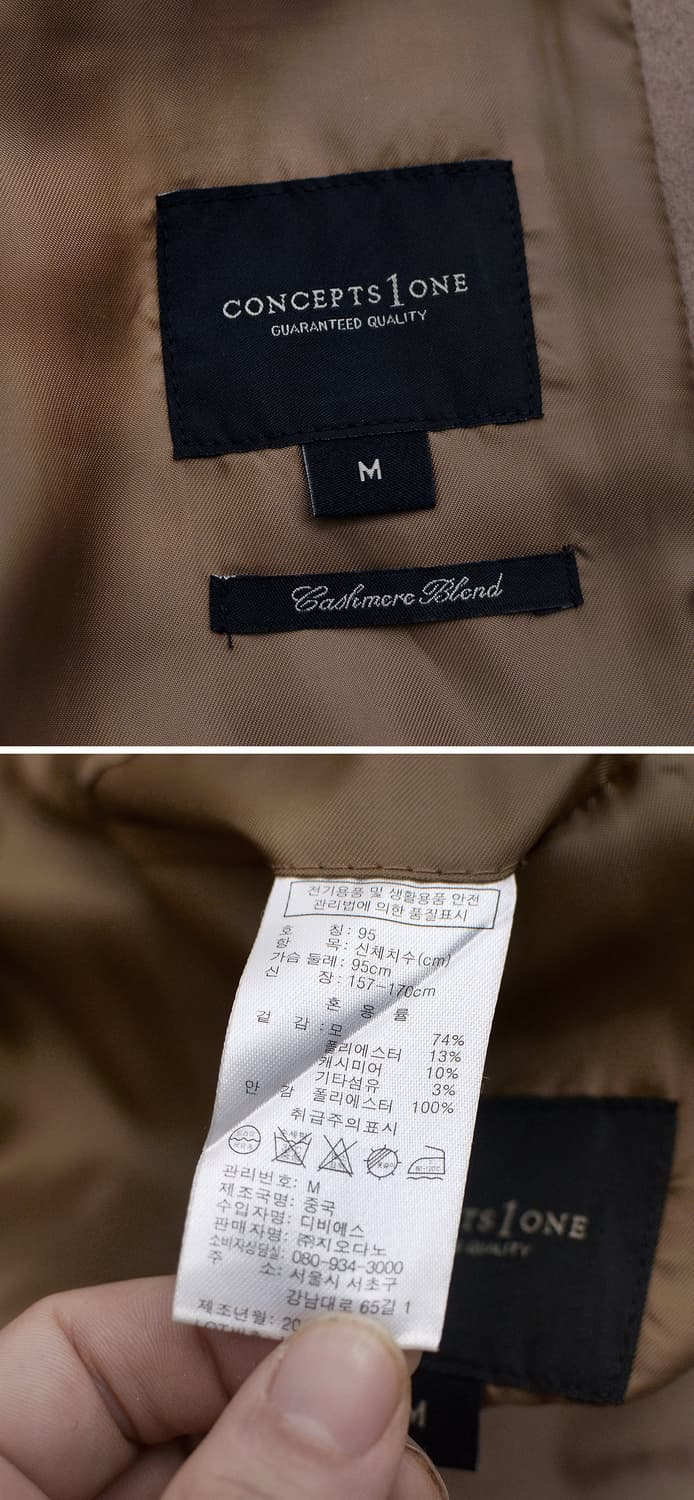 CONCEPTS1ONE
GUARANTEED QUALITY
M
Cashmere Blend
전기용품 및 생활용품 안전
관리법에 의한 품질표시
호 칭: 95
항 목: 신체치수(cm)
가슴 둘레: 95cm
신 장: 157-170cm
혼 용 률
겉 감 : 모 74%
폴리에스터 13%
캐시미어 10%
기타섬유 3%
안 감 폴리에스터 100%
취급주의표시
관리번호: M
제조국명: 중국
수입자명: 디비에스
판매자명: ㈜지오다노
소비자상담실: 080-934-3000
주 소: 서울시 서초구
강남대로 65길 1
제조년월: 20
TS1ONE
QUALITY
M